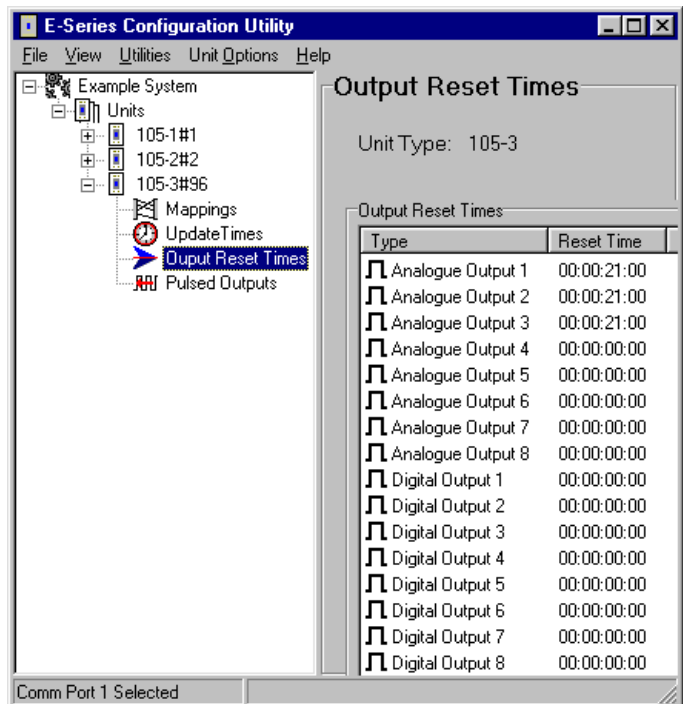 E-Series Configuration Utility
File View Utilities Unit Options Help
Example System
Units
105-1#1
105-2#2
105-3#96
Mappings
UpdateTimes
Ouput Reset Times
Pulsed Outputs
Output Reset Times
Unit Type: 105-3
Output Reset Times
Type Reset Time
Analogue Output 1 00:00:21:00
Analogue Output 2 00:00:21:00
Analogue Output 3 00:00:21:00
Analogue Output 4 00:00:00:00
Analogue Output 5 00:00:00:00
Analogue Output 6 00:00:00:00
Analogue Output 7 00:00:00:00
Analogue Output 8 00:00:00:00
Digital Output 1 00:00:00:00
Digital Output 2 00:00:00:00
Digital Output 3 00:00:00:00
Digital Output 4 00:00:00:00
Digital Output 5 00:00:00:00
Digital Output 6 00:00:00:00
Digital Output 7 00:00:00:00
Digital Output 8 00:00:00:00
Comm Port 1 Selected